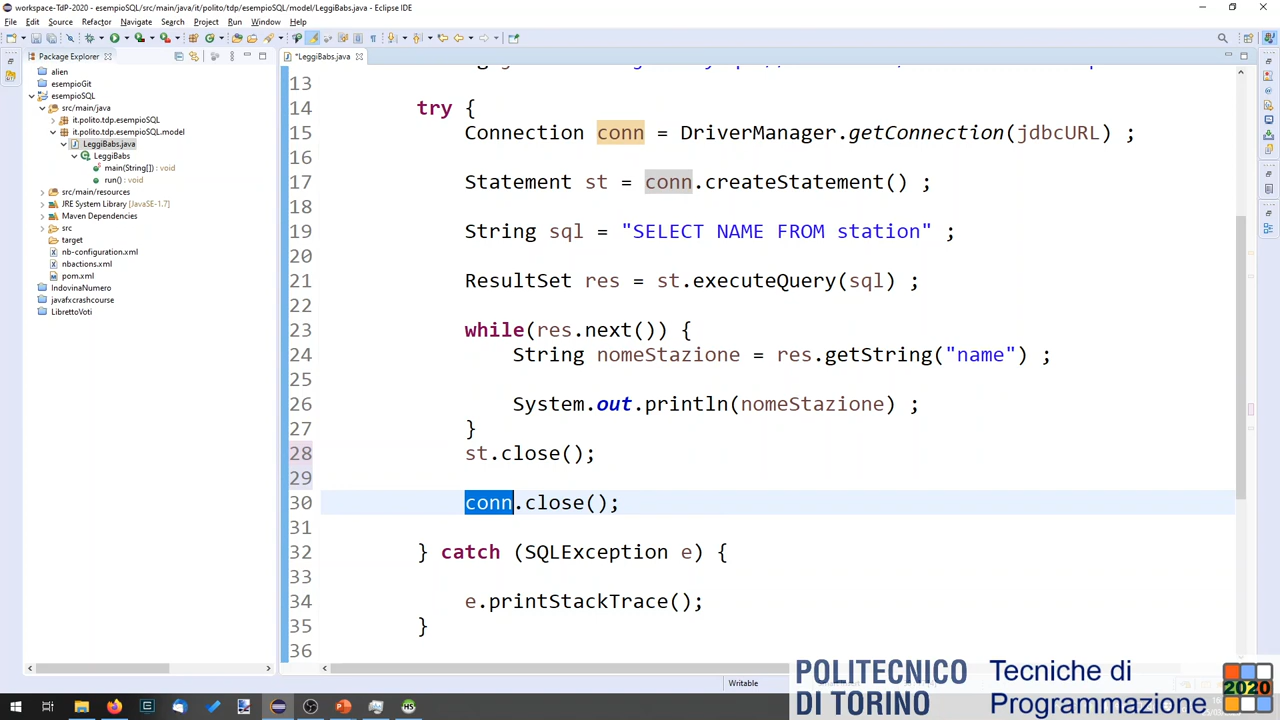 workspace-TdP-2020 - esempioSQL/src/main/java/it/polito/tdp/esempioSQL/model/LeggiBabs.java - Eclipse IDE
File Edit Source Refactor Navigate Search Project Run Window Help
Package Explorer
*LeggiBabs.java
alien
esempioGit
esempioSQL
src/main/java
it.polito.tdp.esempioSQL
it.polito.tdp.esempioSQL.model
LeggiBabs.java
LeggiBabs
main(String[]) : void
run() : void
src/main/resources
JRE System Library [JavaSE-1.7]
Maven Dependencies
src
target
nb-configuration.xml
nbactions.xml
pom.xml
IndovinaNumero
javafxcrashcourse
LibrettoVoti
13
14 try {
15 Connection conn = DriverManager.getConnection(jdbcURL) ;
16
17 Statement st = conn.createStatement() ;
18
19 String sql = "SELECT NAME FROM station" ;
20
21 ResultSet res = st.executeQuery(sql) ;
22
23 while(res.next()) {
24 String nomeStazione = res.getString("name") ;
25
26 System.out.println(nomeStazione) ;
27 }
28 st.close();
29
30 conn.close();
31
32 } catch (SQLException e) {
33
34 e.printStackTrace();
35 }
36
Writable
POLITECNICO
DI TORINO
Tecniche di
Programmazione
2020